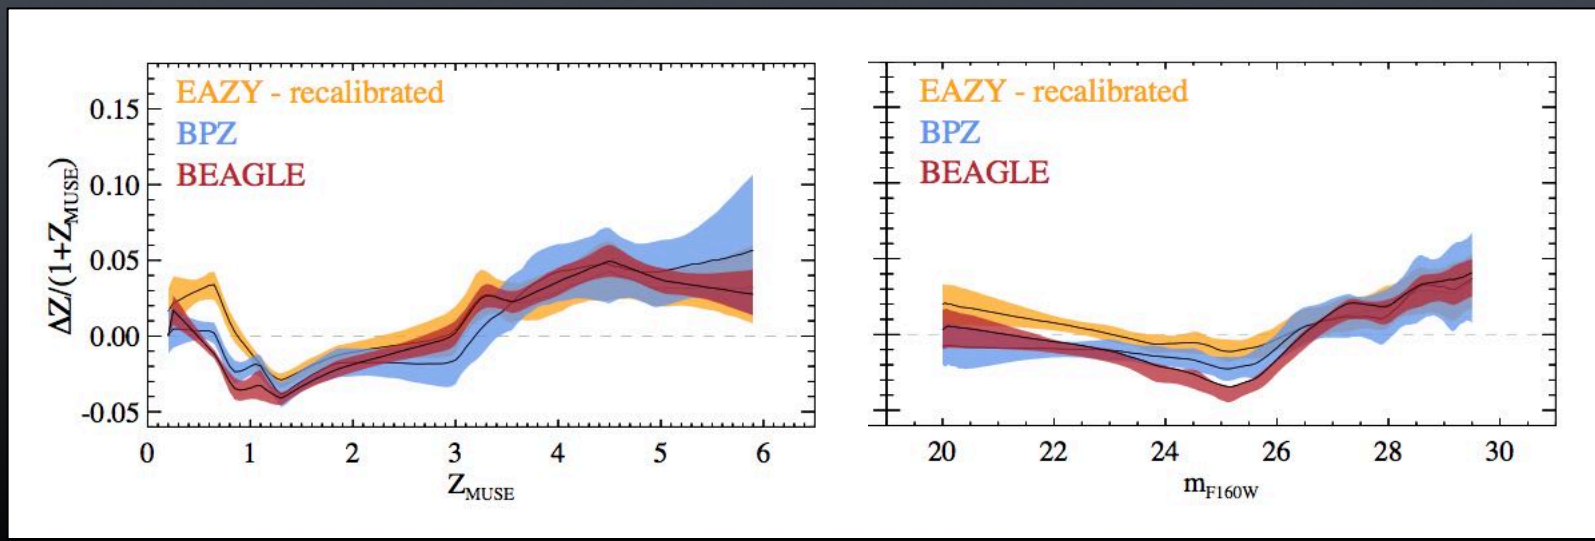 EAZY - recalibrated
BPZ
BEAGLE
0.15
0.10
0.05
0.00
-0.05
ΔZ/(1+Z_MUSE)
0 1 2 3 4 5 6
Z_MUSE
EAZY - recalibrated
BPZ
BEAGLE
20 22 24 26 28 30
m_F160W